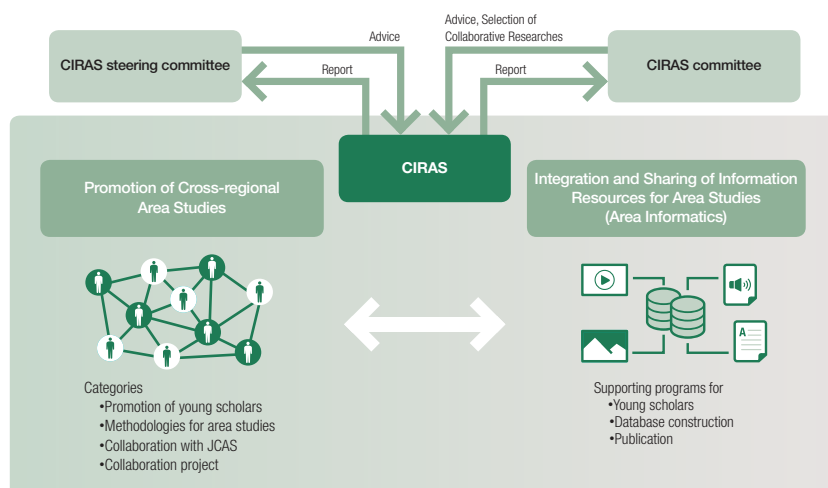 Advice, Selection of
Collaborative Researches
Advice
CIRAS steering committee
Report
Report
CIRAS committee
CIRAS
Promotion of Cross-regional
Area Studies
Integration and Sharing of Information
Resources for Area Studies
(Area Informatics)
A
Categories
•Promotion of young scholars
•Methodologies for area studies
•Collaboration with JCAS
•Collaboration project
Supporting programs for
•Young scholars
•Database construction
•Publication